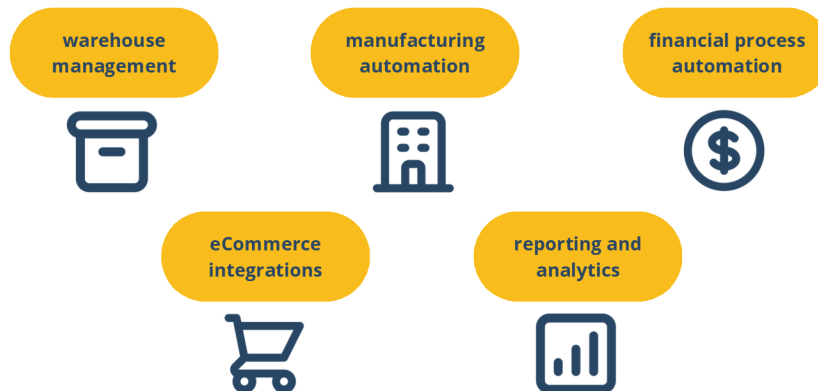 warehouse
management
manufacturing
automation
financial process
automation
eCommerce
integrations
reporting and
analytics